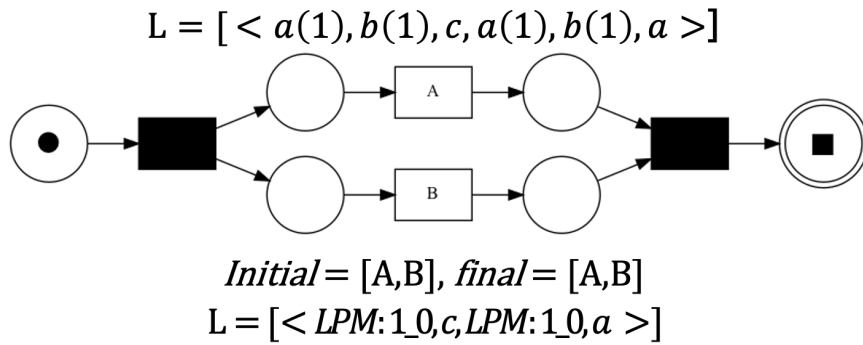 L = [ < a(1), b(1), c, a(1), b(1), a >]
A
B
Initial = [A,B], final = [A,B]
L = [< LPM:1_0,c,LPM:1_0,a >]